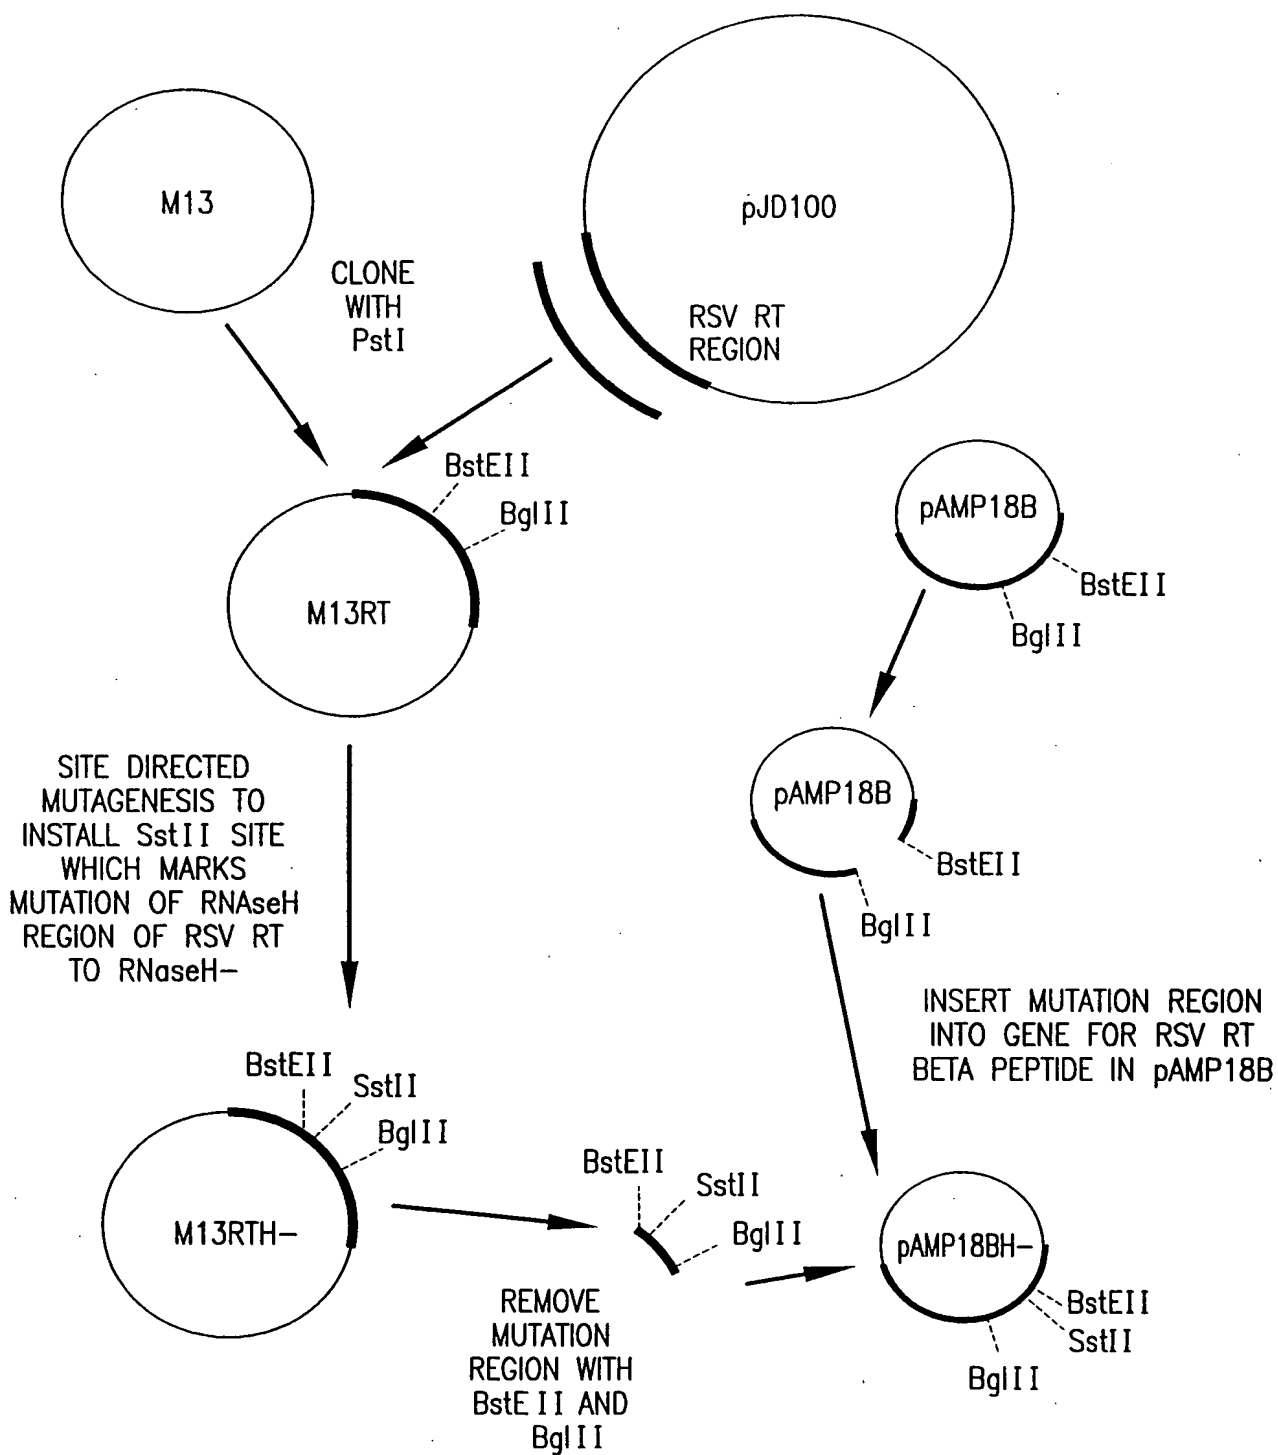 M13
pJD100
CLONE
WITH
PstI
RSV RT
REGION
BstEII
BglII
M13RT
pAMP18B
BstEII
BglII
SITE DIRECTED
MUTAGENESIS TO
INSTALL SstII SITE
WHICH MARKS
MUTATION OF RNAseH
REGION OF RSV RT
TO RNaseH-
pAMP18B
BstEII
BglII
INSERT MUTATION REGION
INTO GENE FOR RSV RT
BETA PEPTIDE IN pAMP18B
BstEII
SstII
BglII
M13RTH-
BstEII
SstII
BglII
REMOVE
MUTATION
REGION WITH
BstE II AND
BglII
pAMP18BH-
BstEII
SstII
BglII